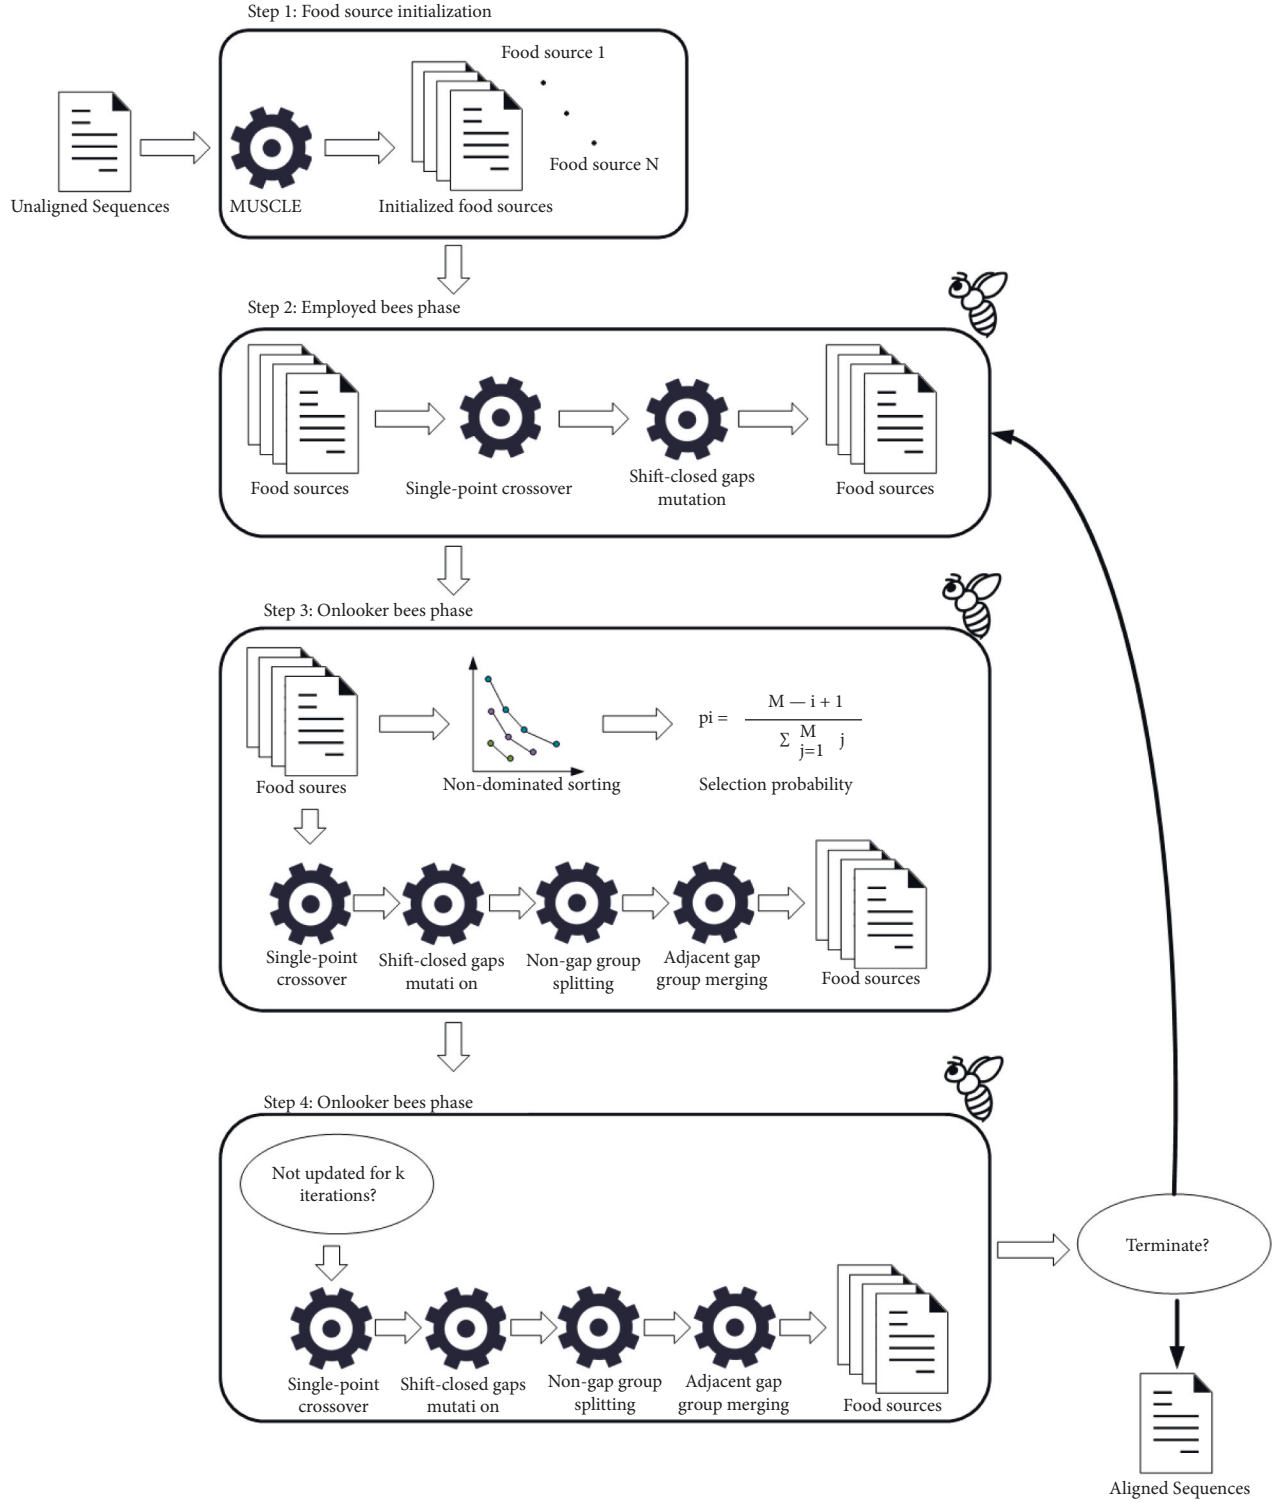 Step 1: Food source initialization
Food source 1
Food source N
Unaligned Sequences
MUSCLE
Initialized food sources
Step 2: Employed bees phase
Food sources
Single-point crossover
Shift-closed gaps
mutation
Food sources
Step 3: Onlooker bees phase
M — i + 1
pi =
∑ M j=1 j
Food soures
Non-dominated sorting
Selection probability
Single-point
crossover
Shift-closed gaps
mutati on
Non-gap group
splitting
Adjacent gap
group merging
Food sources
Step 4: Onlooker bees phase
Not updated for k
iterations?
Terminate?
Single-point
crossover
Shift-closed gaps
mutati on
Non-gap group
splitting
Adjacent gap
group merging
Food sources
Aligned Sequences